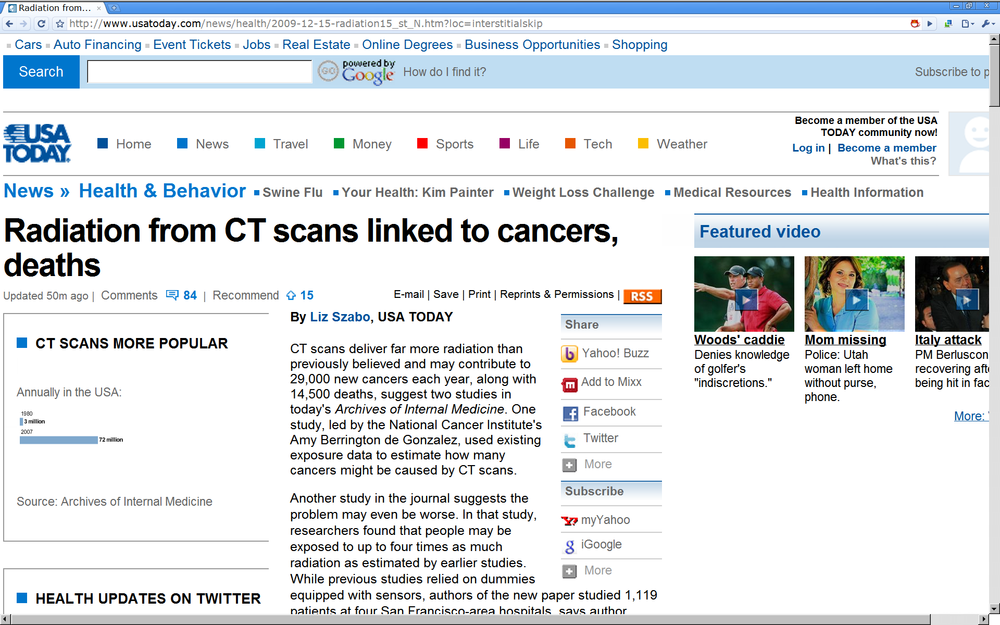 Radiation from...
http://www.usatoday.com/news/health/2009-12-15-radiation15_st_N.htm?loc=interstitialskip
Cars Auto Financing Event Tickets Jobs Real Estate Online Degrees Business Opportunities Shopping
Search GO powered by Google How do I find it? Subscribe to p
Become a member of the USA
TODAY community now!
USA TODAY Home News Travel Money Sports Life Tech Weather
Log in | Become a member
What's this?
News » Health & Behavior Swine Flu Your Health: Kim Painter Weight Loss Challenge Medical Resources Health Information
Radiation from CT scans linked to cancers,
deaths
Updated 50m ago | Comments 84 | Recommend 15
E-mail | Save | Print | Reprints & Permissions | RSS
CT SCANS MORE POPULAR
Annually in the USA:
1980
3 million
2007
72 million
Source: Archives of Internal Medicine
HEALTH UPDATES ON TWITTER
By Liz Szabo, USA TODAY
CT scans deliver far more radiation than
previously believed and may contribute to
29,000 new cancers each year, along with
14,500 deaths, suggest two studies in
today's Archives of Internal Medicine. One
study, led by the National Cancer Institute's
Amy Berrington de Gonzalez, used existing
exposure data to estimate how many
cancers might be caused by CT scans.
Another study in the journal suggests the
problem may even be worse. In that study,
researchers found that people may be
exposed to up to four times as much
radiation as estimated by earlier studies.
While previous studies relied on dummies
equipped with sensors, authors of the new paper studied 1,119
patients at four San Francisco-area hospitals, says author
Share
Yahoo! Buzz
Add to Mixx
Facebook
Twitter
More
Subscribe
myYahoo
iGoogle
More
Featured video
Woods' caddie
Denies knowledge
of golfer's
"indiscretions."
Mom missing
Police: Utah
woman left home
without purse,
phone.
Italy attack
PM Berluscon
recovering aft
being hit in fac
More: